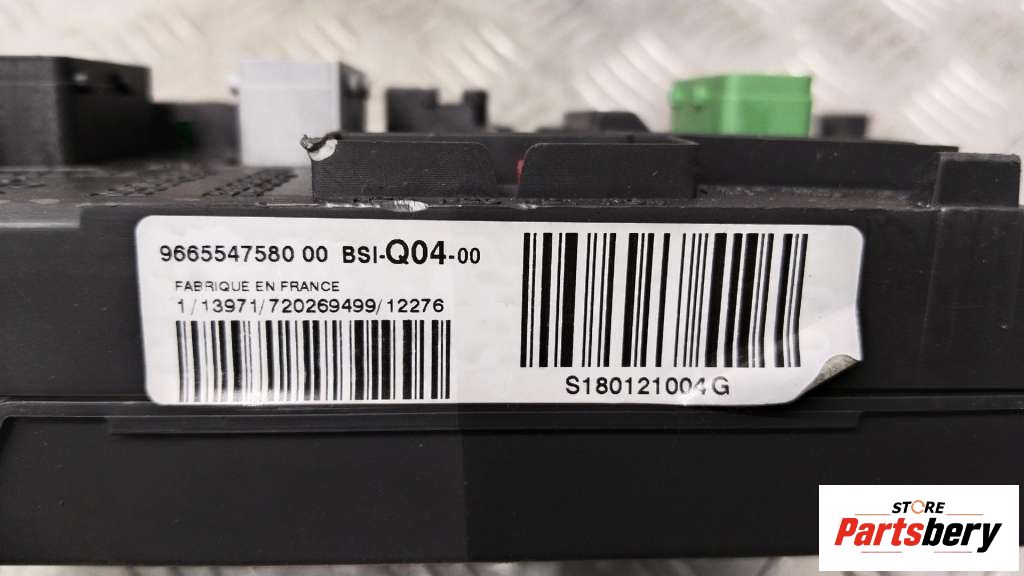 9665547580 00 BSI-Q04-00
FABRIQUE EN FRANCE
1/13971/720269499/12276
S180121004G
STORE
Partsbery